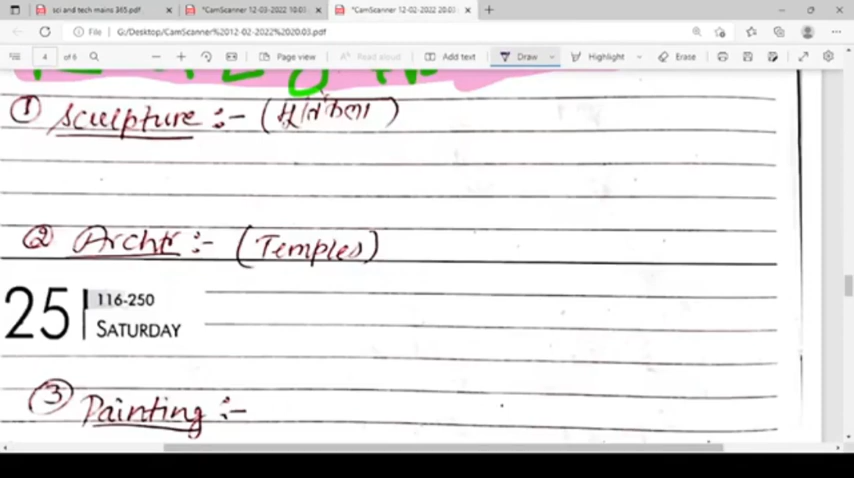 sci and tech mains 365.pdf
*CamScanner 12-03-2022 10:01
*CamScanner 12-02-2022 20.03
File | G:/Desktop/CamScanner%2012-02-2022%2020.03.pdf
4 of 6
Page view
Read aloud
Add text
Draw
Highlight
Erase
① Sculpture :- (મૂર્તિકલા)
② Archtr :- (Temples)
25 116-250
SATURDAY
③ Painting :-